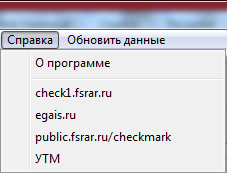 Справка Обновить данные
О программе
check1.fsrar.ru
egais.ru
public.fsrar.ru/checkmark
УТМ